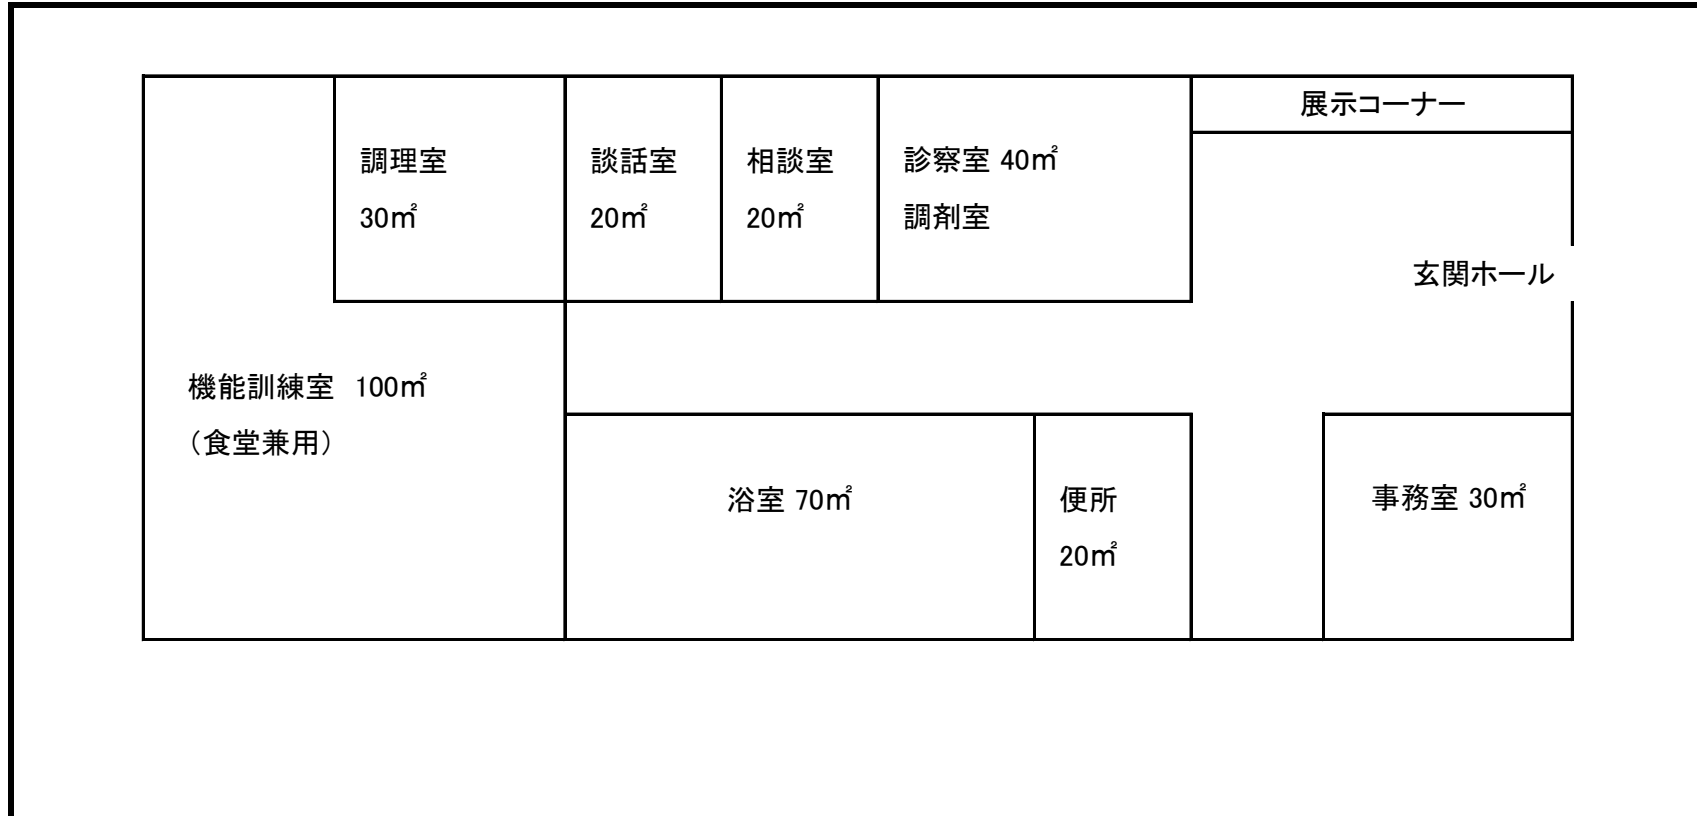 展示コーナー
調理室
30㎡
談話室
20㎡
相談室
20㎡
診察室 40㎡
調剤室
玄関ホール
機能訓練室　100㎡
（食堂兼用）
浴室 70㎡
便所
20㎡
事務室 30㎡